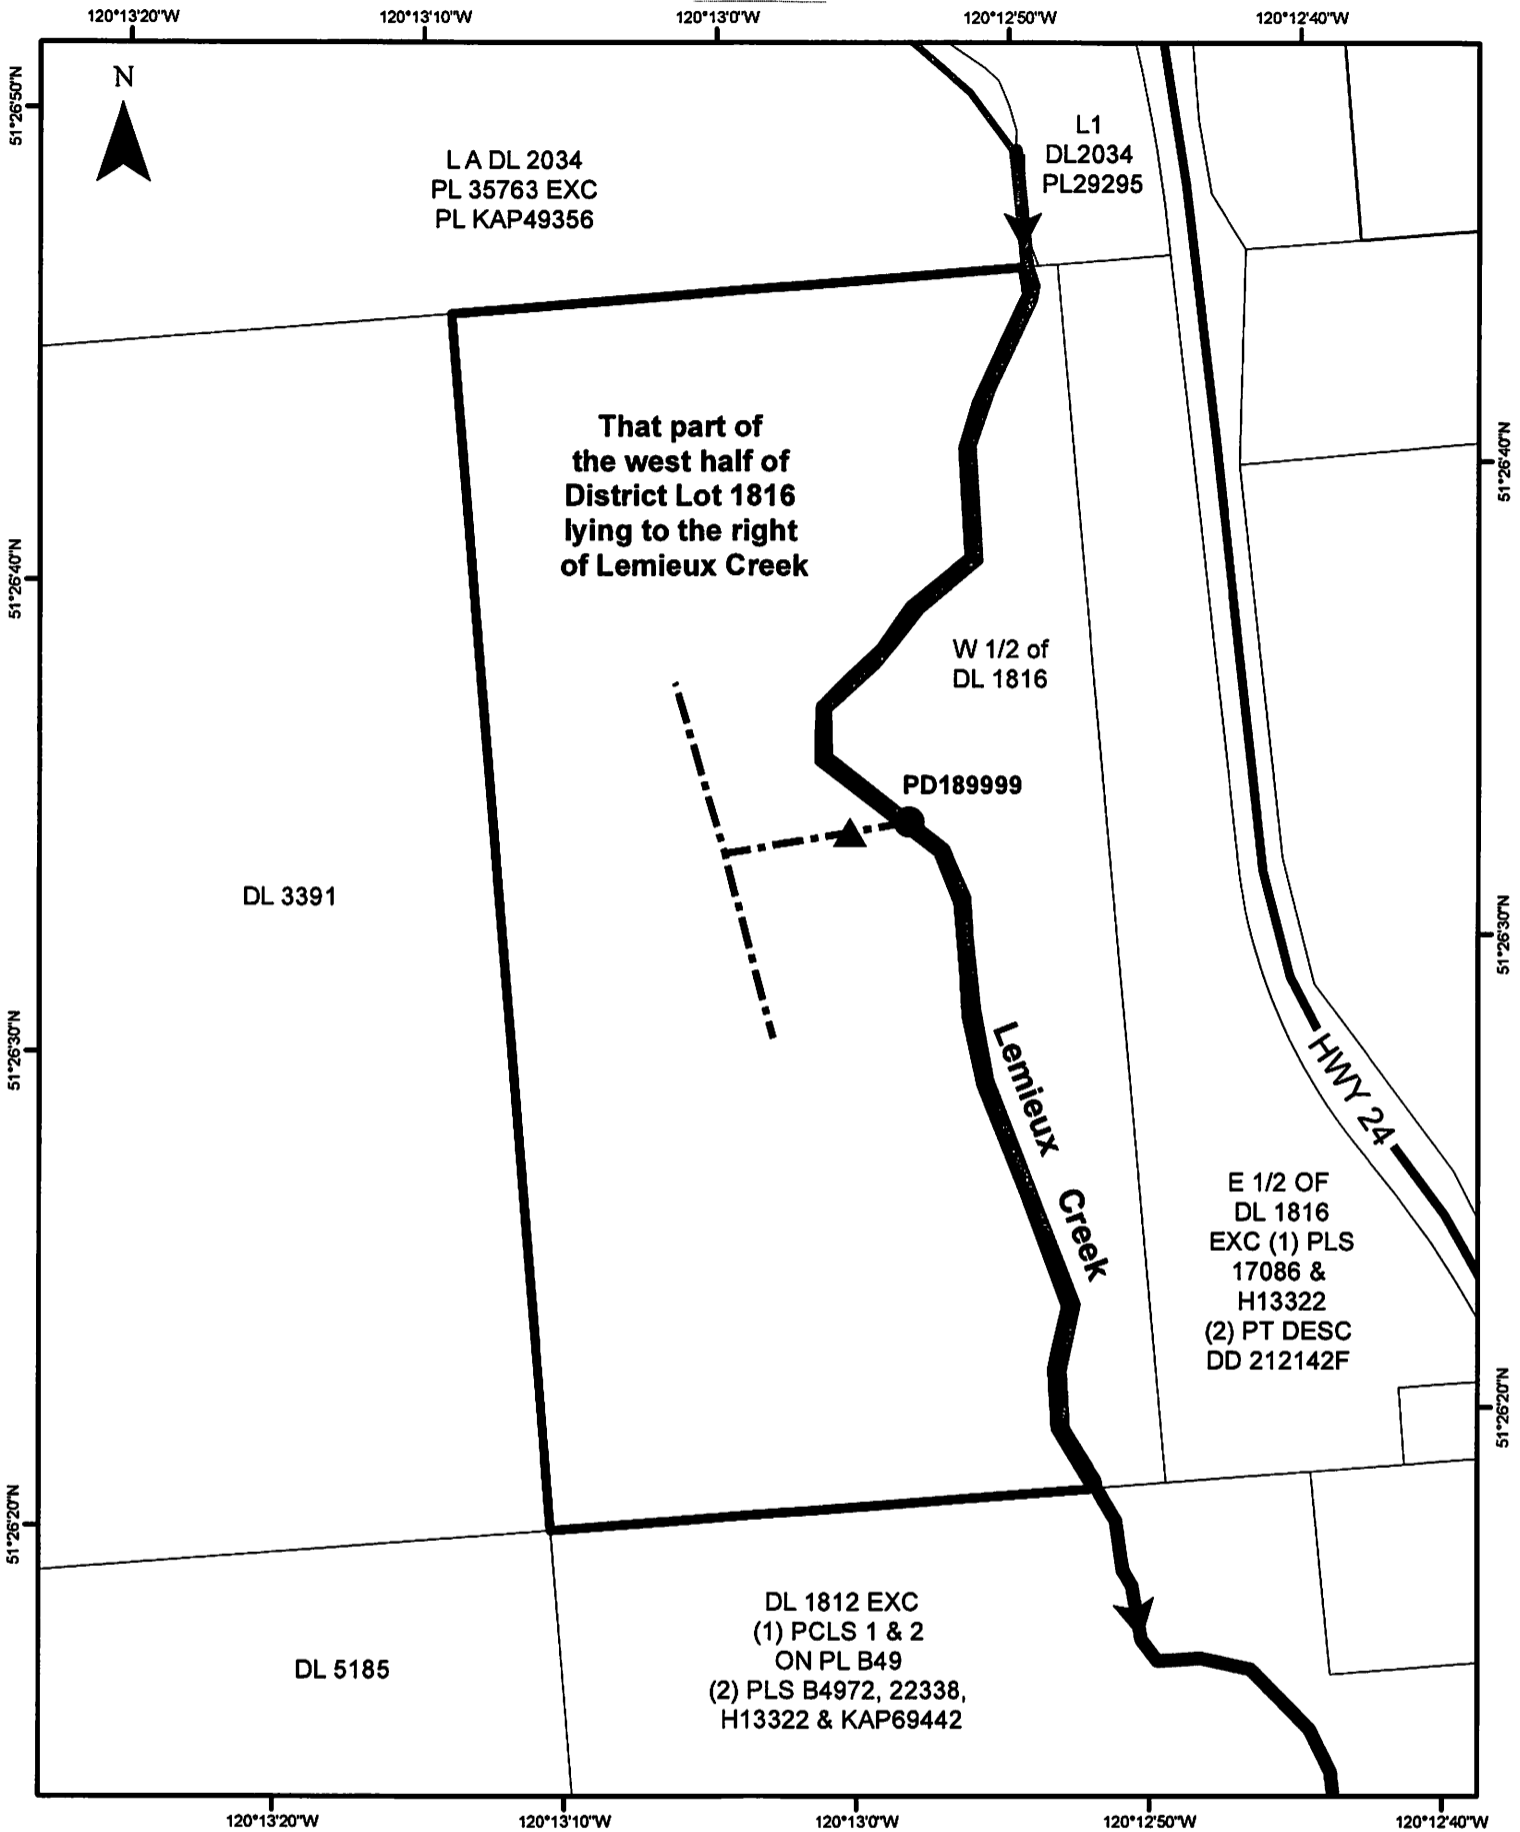 120°13'20"W
120°13'10"W
120°13'0"W
120°12'50"W
120°12'40"W
51°26'50"N
N
L A DL 2034
PL 35763 EXC
PL KAP49356
L1
DL2034
PL29295
That part of
the west half of
District Lot 1816
lying to the right
of Lemieux Creek
51°26'40"N
51°26'40"N
W 1/2 of
DL 1816
PD189999
DL 3391
51°26'30"N
51°26'30"N
Lemieux Creek
HWY 24
E 1/2 OF
DL 1816
EXC (1) PLS
17086 &
H13322
(2) PT DESC
DD 212142F
51°26'20"N
51°26'20"N
DL 1812 EXC
(1) PCLS 1 & 2
ON PL B49
(2) PLS B4972, 22338,
H13322 & KAP69442
DL 5185
120°13'20"W
120°13'10"W
120°13'0"W
120°12'50"W
120°12'40"W